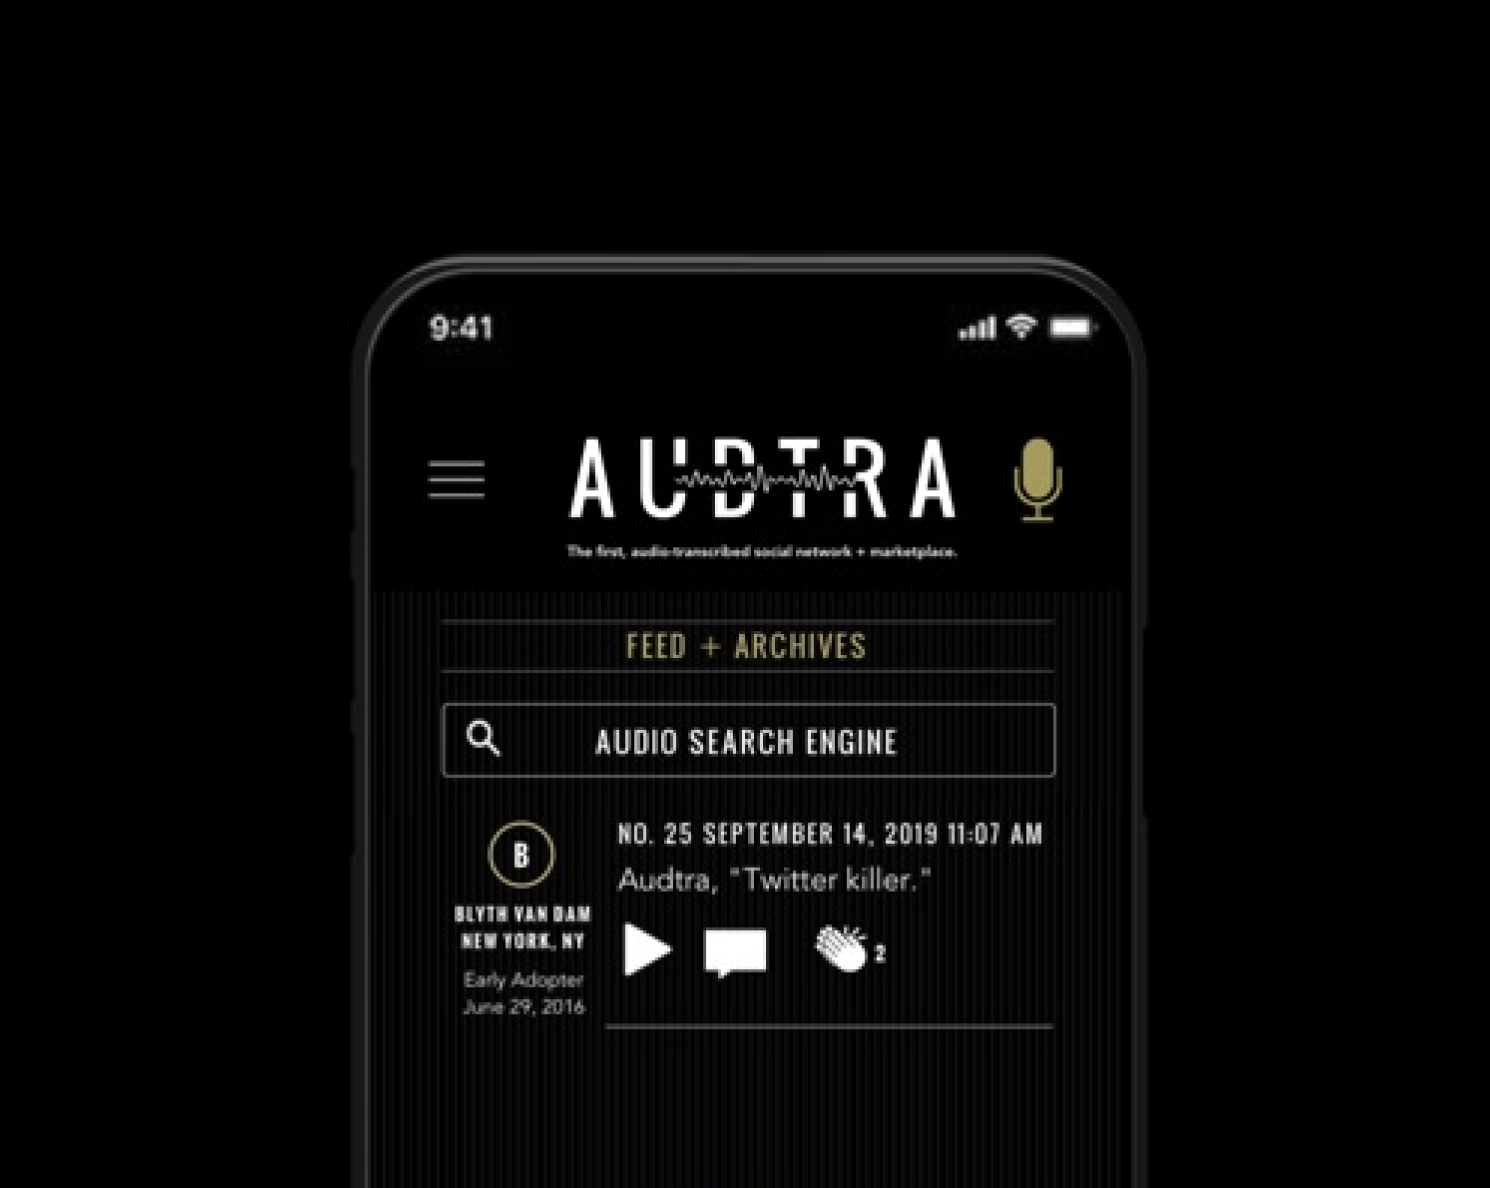 9:41
AUDTRA
The first, audio-transcribed social network + marketplace.
FEED + ARCHIVES
AUDIO SEARCH ENGINE
B
BLYTH VAN DAM
NEW YORK, NY
Early Adopter
June 29, 2016
NO. 25 SEPTEMBER 14, 2019 11:07 AM
Audtra, "Twitter killer."
2